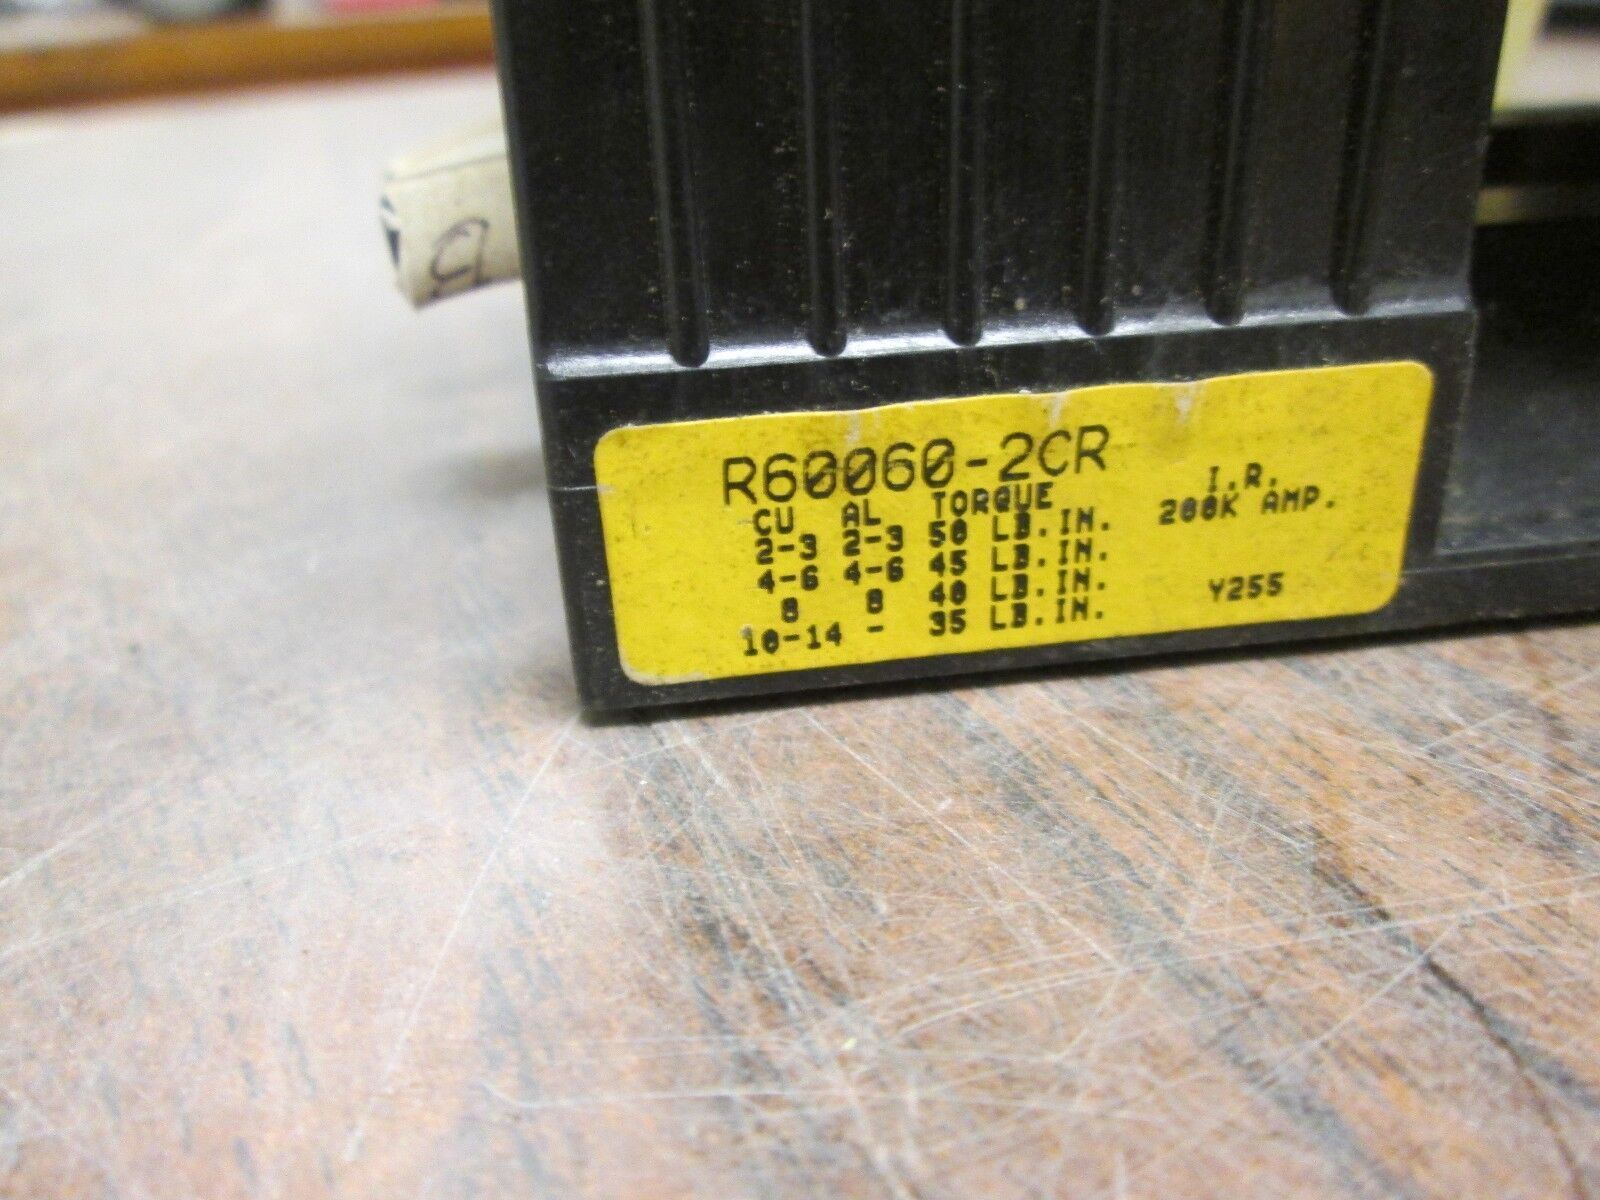 R60060-2CR
CU AL TORQUE
2-3 2-3 50 LB.IN.
4-6 4-6 45 LB.IN.
8 8 40 LB.IN.
10-14 - 35 LB.IN.
I.R.
200K AMP.
Y255